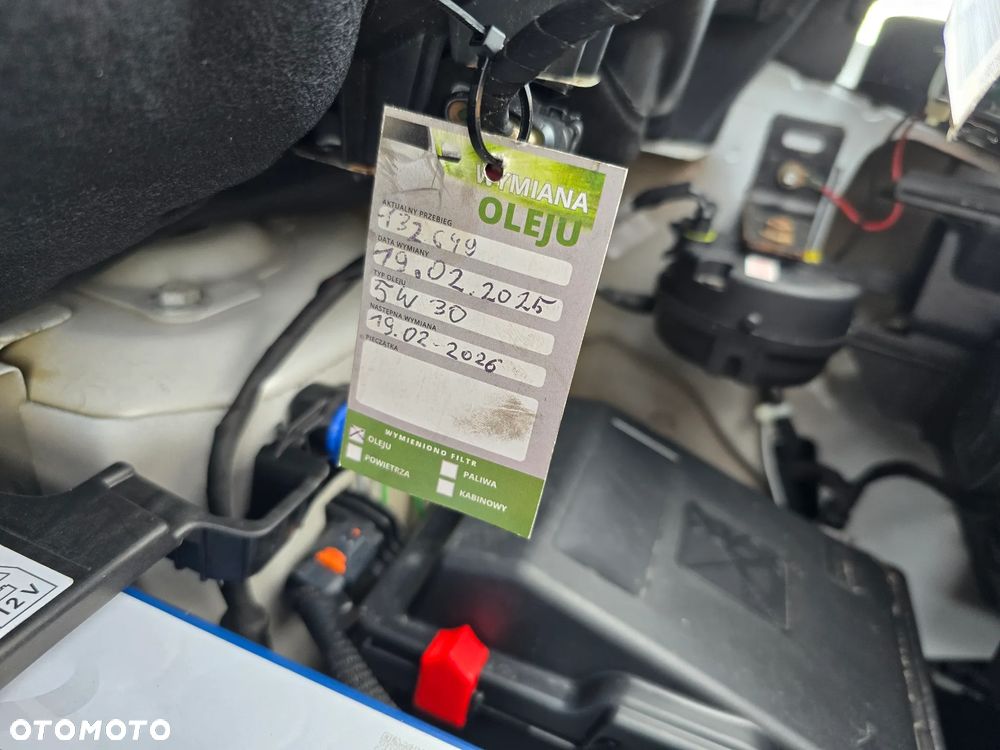 WYMIANA
OLEJU
AKTUALNY PRZEBIEG
132 649
DATA WYMIANY
19.02.2025
TYP OLEJU
5W 30
NASTĘPNA WYMIANA
19.02-2026
PIECZĄTKA
WYMIENIONO FILTR
OLEJU
POWIETRZA
PALIWA
KABINOWY
12V
OTOMOTO